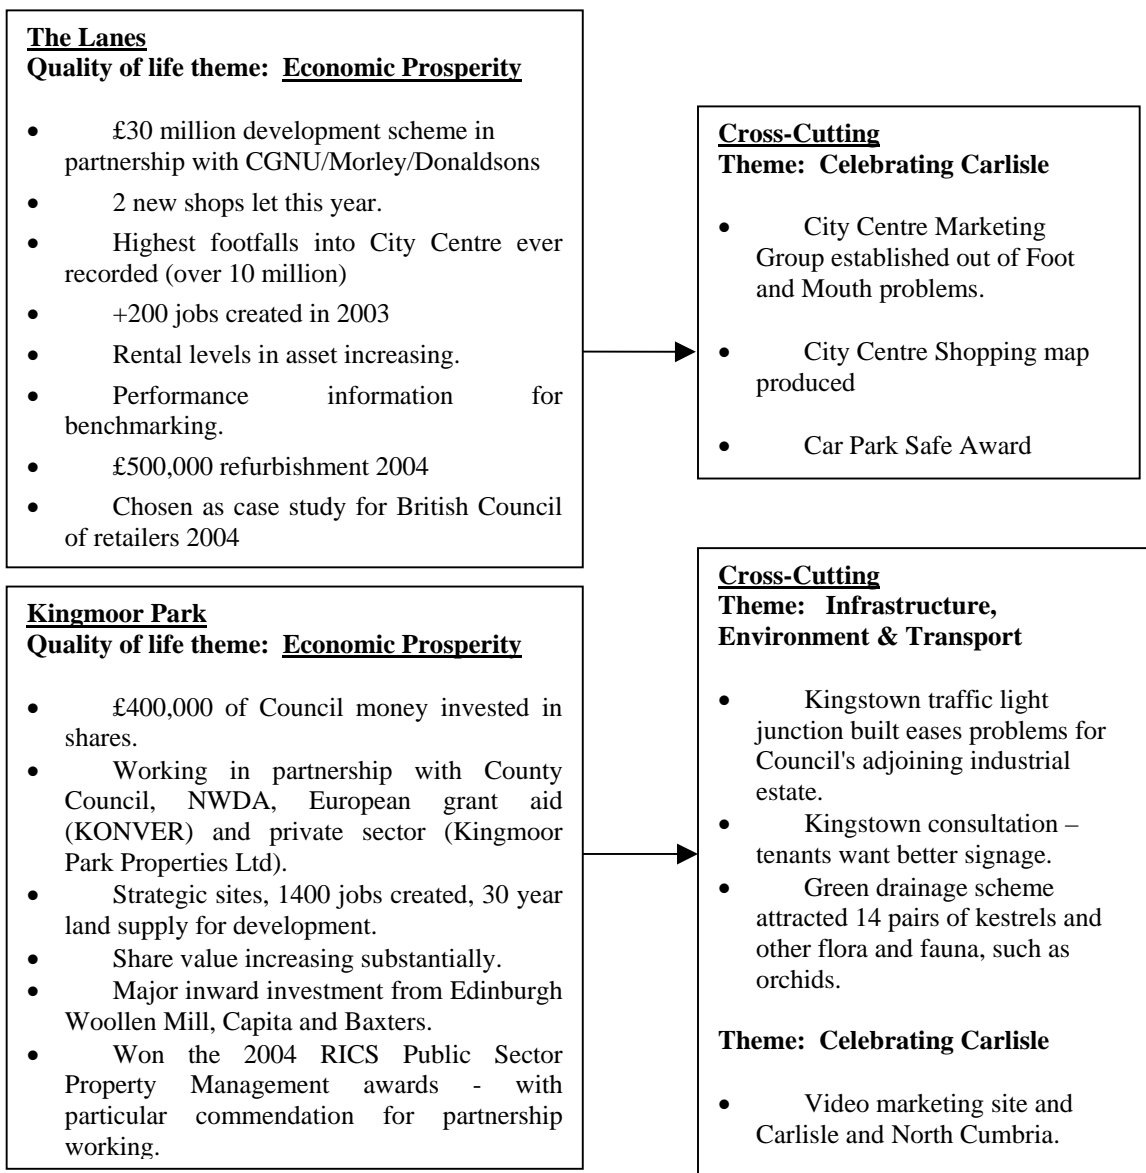 The Lanes
Quality of life theme: Economic Prosperity
• £30 million development scheme in
partnership with CGNU/Morley/Donaldsons
• 2 new shops let this year.
• Highest footfalls into City Centre ever
recorded (over 10 million)
• +200 jobs created in 2003
• Rental levels in asset increasing.
• Performance information for
benchmarking.
• £500,000 refurbishment 2004
• Chosen as case study for British Council
of retailers 2004
Cross-Cutting
Theme: Celebrating Carlisle
• City Centre Marketing
Group established out of Foot
and Mouth problems.
• City Centre Shopping map
produced
• Car Park Safe Award
Kingmoor Park
Quality of life theme: Economic Prosperity
• £400,000 of Council money invested in
shares.
• Working in partnership with County
Council, NWDA, European grant aid
(KONVER) and private sector (Kingmoor
Park Properties Ltd).
• Strategic sites, 1400 jobs created, 30 year
land supply for development.
• Share value increasing substantially.
• Major inward investment from Edinburgh
Woollen Mill, Capita and Baxters.
• Won the 2004 RICS Public Sector
Property Management awards - with
particular commendation for partnership
working.
Cross-Cutting
Theme: Infrastructure,
Environment & Transport
• Kingstown traffic light
junction built eases problems for
Council's adjoining industrial
estate.
• Kingstown consultation –
tenants want better signage.
• Green drainage scheme
attracted 14 pairs of kestrels and
other flora and fauna, such as
orchids.
Theme: Celebrating Carlisle
• Video marketing site and
Carlisle and North Cumbria.